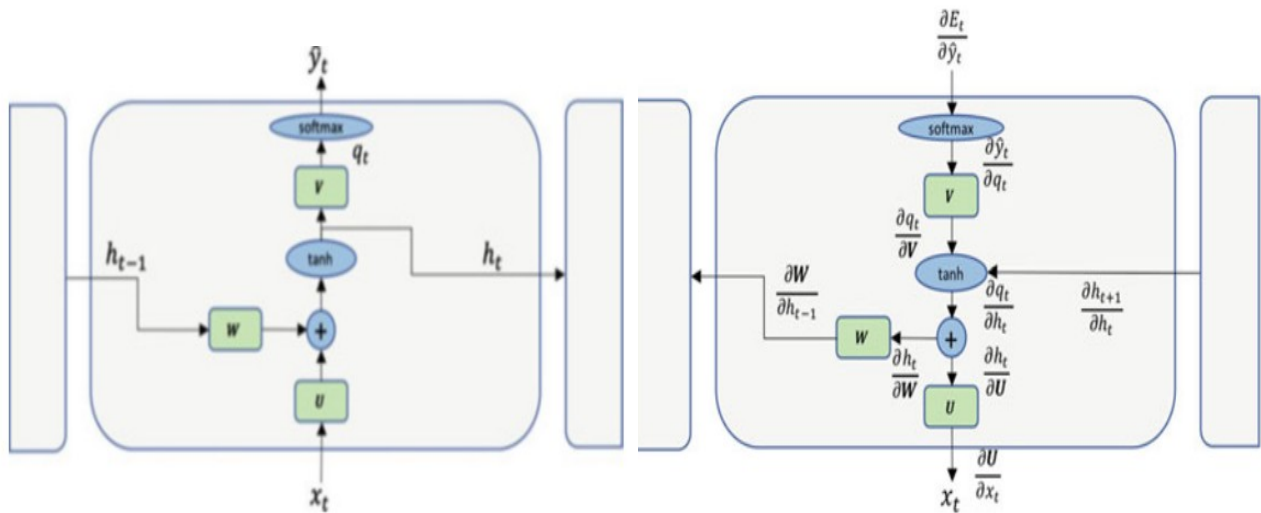 ŷ_t
softmax
q_t
V
h_{t-1}
tanh
h_t
W
+
U
x_t
∂E_t/∂ŷ_t
softmax
∂ŷ_t/∂q_t
V
∂q_t/∂V
tanh
∂W/∂h_{t-1}
∂q_t/∂h_t
∂h_{t+1}/∂h_t
W
+
∂h_t/∂W
∂h_t/∂U
U
∂U/∂x_t
x_t